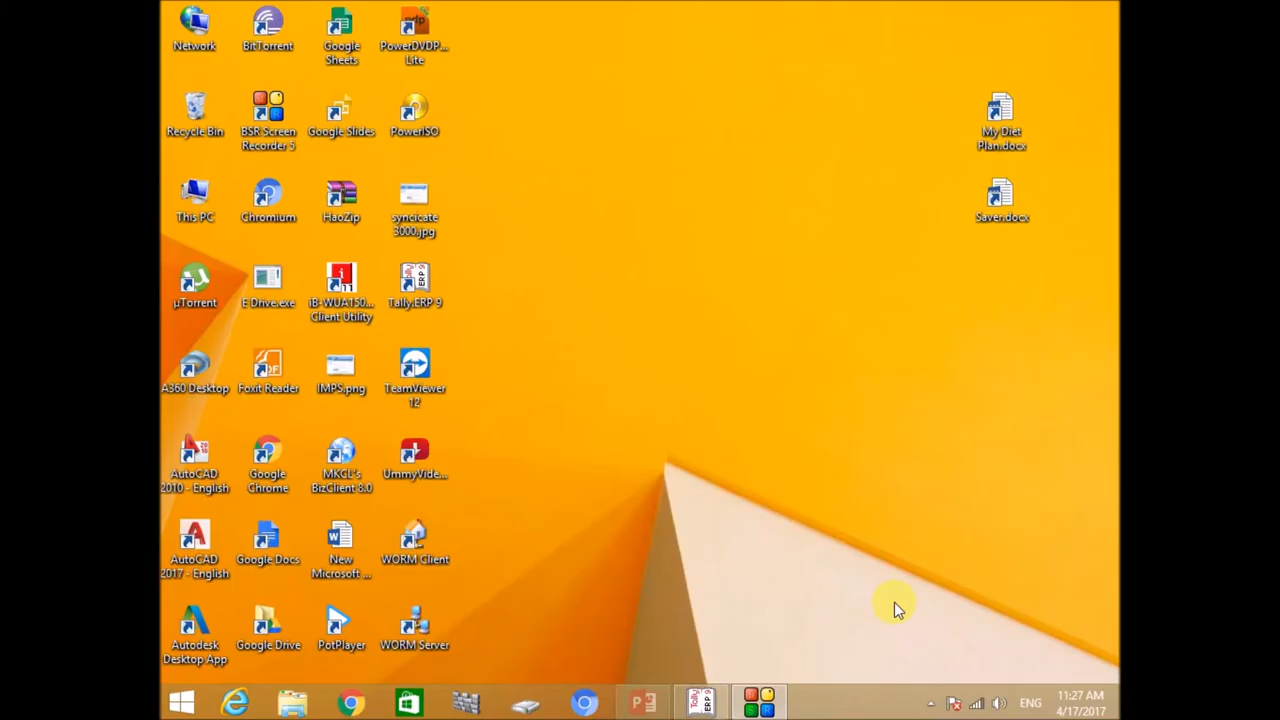 Network
BitTorrent
Google
Sheets
PowerDVDP...
Lite
Recycle Bin
BSR Screen
Recorder 5
Google Slides
PowerISO
My Diet
Plan.docx
This PC
Chromium
HaoZip
syncicate
3000.jpg
Saver.docx
µTorrent
E Drive.exe
iB-WUA150...
Client Utility
Tally.ERP 9
A360 Desktop
Foxit Reader
IMPS.png
TeamViewer
12
AutoCAD
2010 - English
Google
Chrome
MKCL's
BizClient 8.0
UmmyVide...
AutoCAD
2017 - English
Google Docs
New
Microsoft ...
WORM Client
Autodesk
Desktop App
Google Drive
PotPlayer
WORM Server
ENG
11:27 AM
4/17/2017